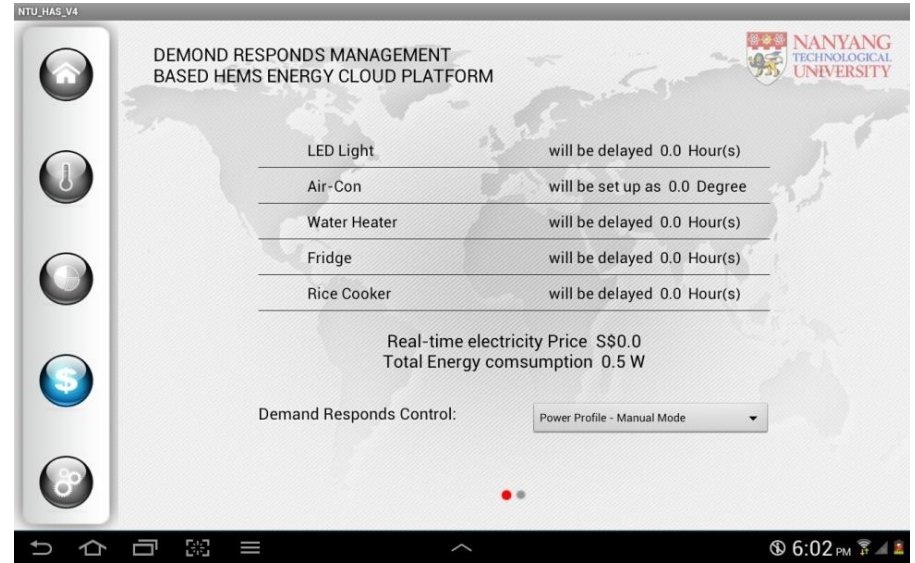 NTU_HAS_V4
DEMOND RESPONDS MANAGEMENT
BASED HEMS ENERGY CLOUD PLATFORM
NANYANG
TECHNOLOGICAL
UNIVERSITY
LED Light will be delayed 0.0 Hour(s)
Air-Con will be set up as 0.0 Degree
Water Heater will be delayed 0.0 Hour(s)
Fridge will be delayed 0.0 Hour(s)
Rice Cooker will be delayed 0.0 Hour(s)
Real-time electricity Price S$0.0
Total Energy comsumption 0.5 W
Demand Responds Control: Power Profile - Manual Mode
$
6:02 PM